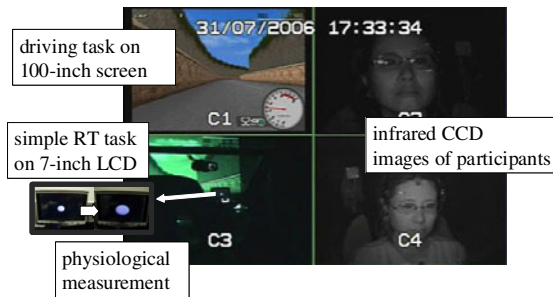 driving task on
100-inch screen
31/07/2006 17:33:34
C1
simple RT task
on 7-inch LCD
infrared CCD
images of participants
C3
C4
physiological
measurement